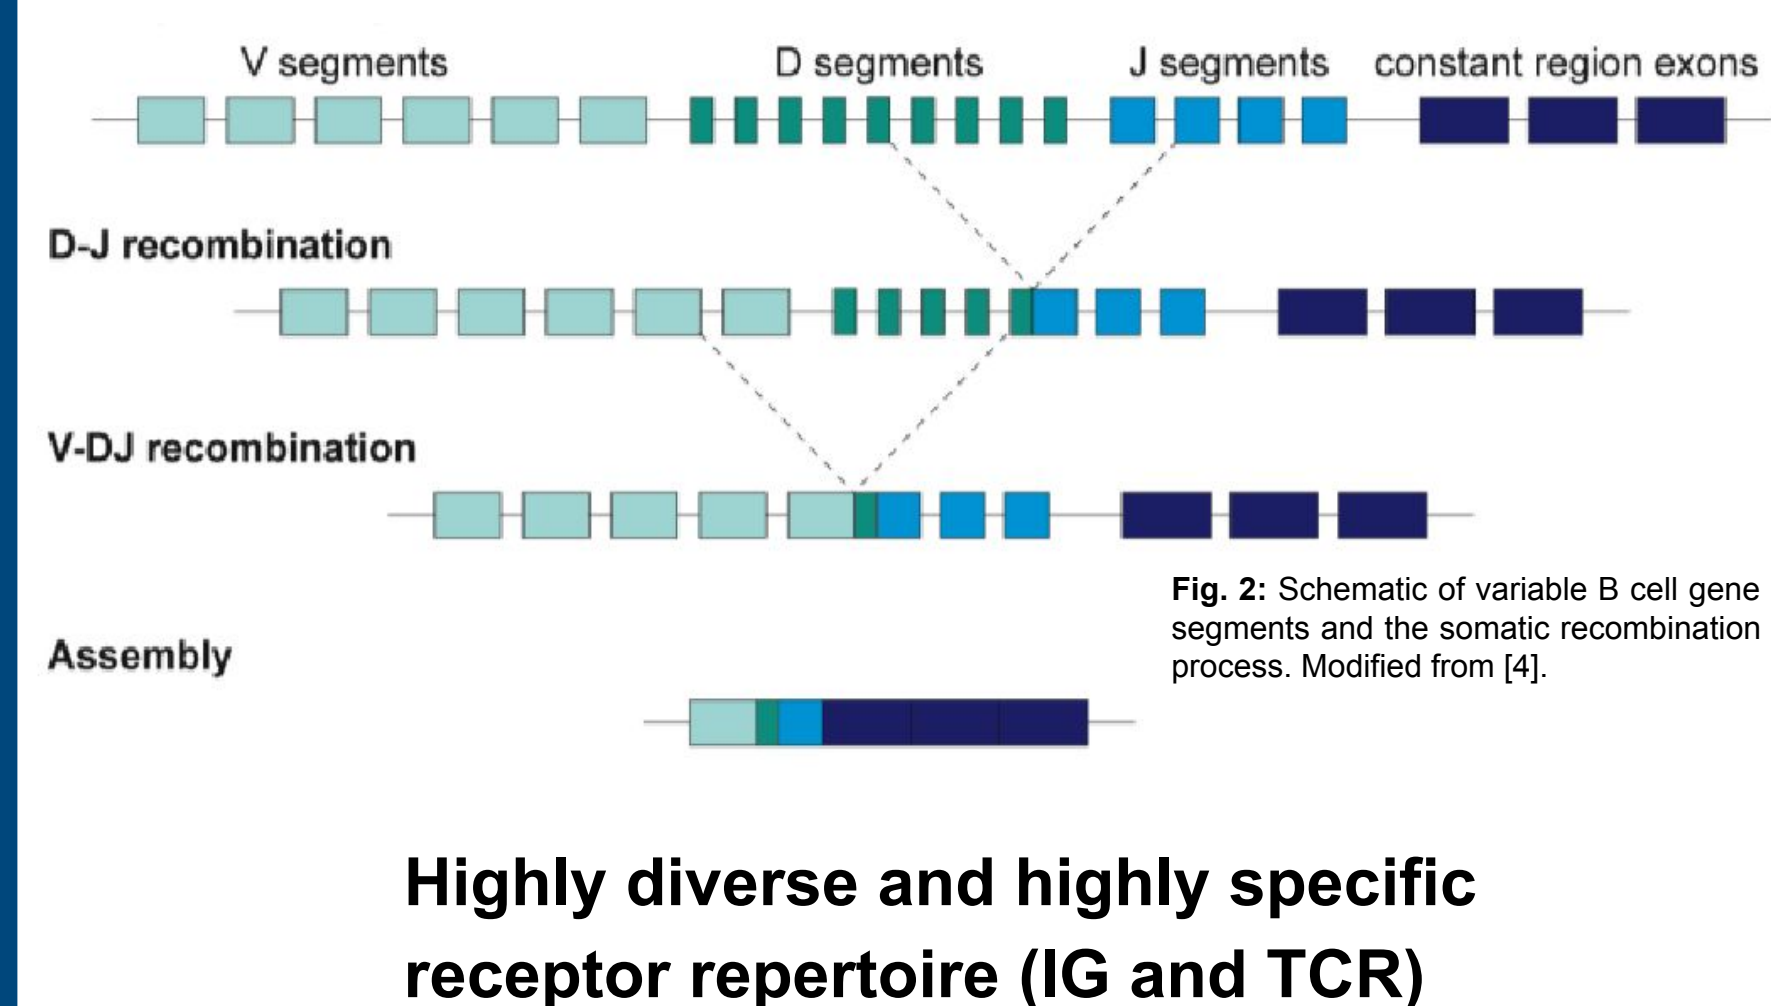 V segments D segments J segments constant region exons
D-J recombination
V-DJ recombination
Fig. 2: Schematic of variable B cell gene
segments and the somatic recombination
process. Modified from [4].
Assembly
Highly diverse and highly specific
receptor repertoire (IG and TCR)